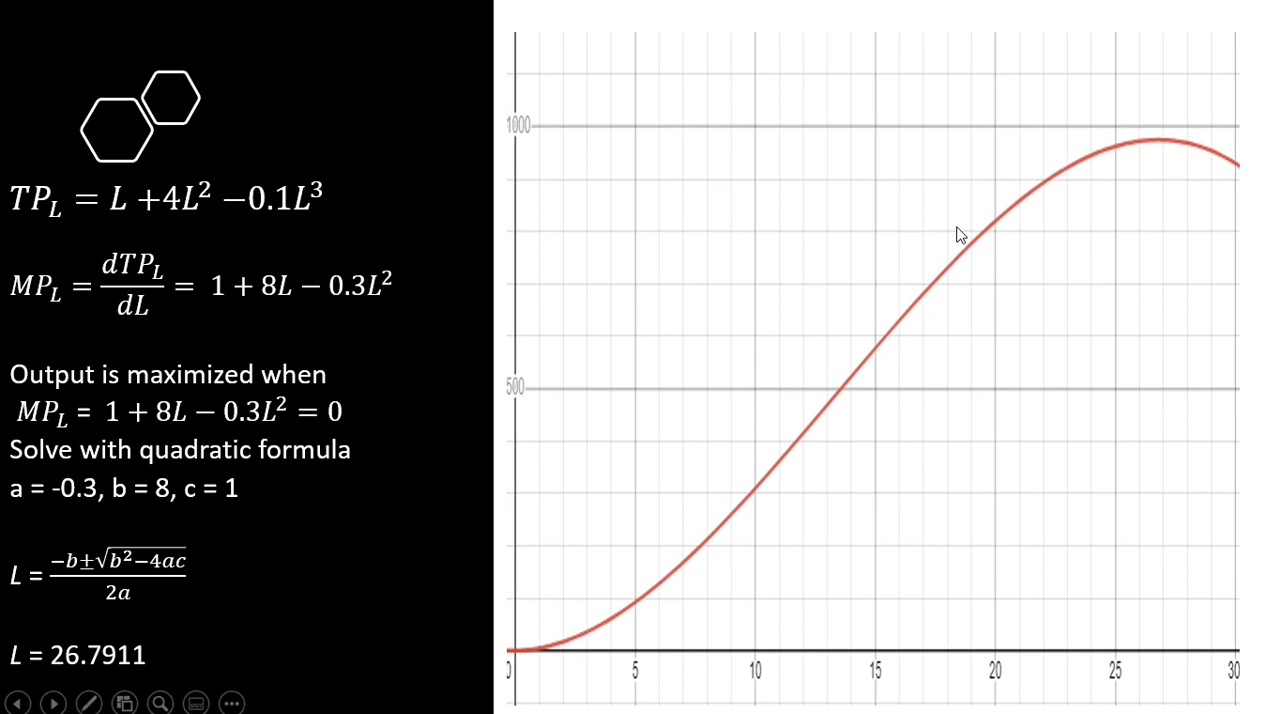 TP_L = L +4L² −0.1L³
MP_L = dTP_L/dL = 1 + 8L − 0.3L²
Output is maximized when
MP_L = 1 + 8L − 0.3L² = 0
Solve with quadratic formula
a = -0.3, b = 8, c = 1
L = (−b±√(b²−4ac))/2a
L = 26.7911
1000
500
0 5 10 15 20 25 30